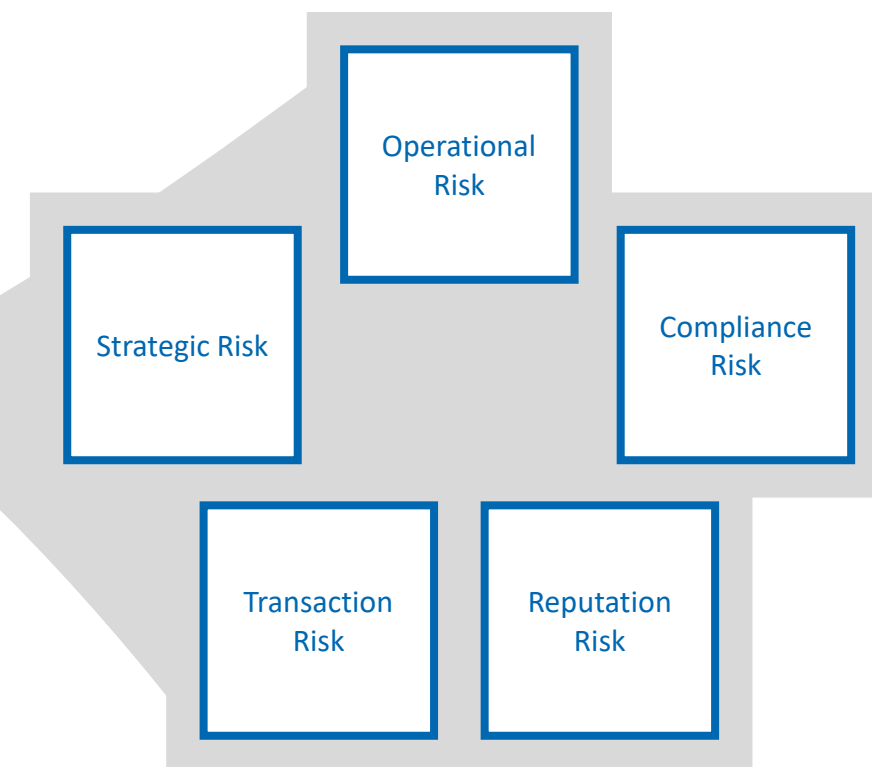 Operational
Risk
Strategic Risk
Compliance
Risk
Transaction
Risk
Reputation
Risk